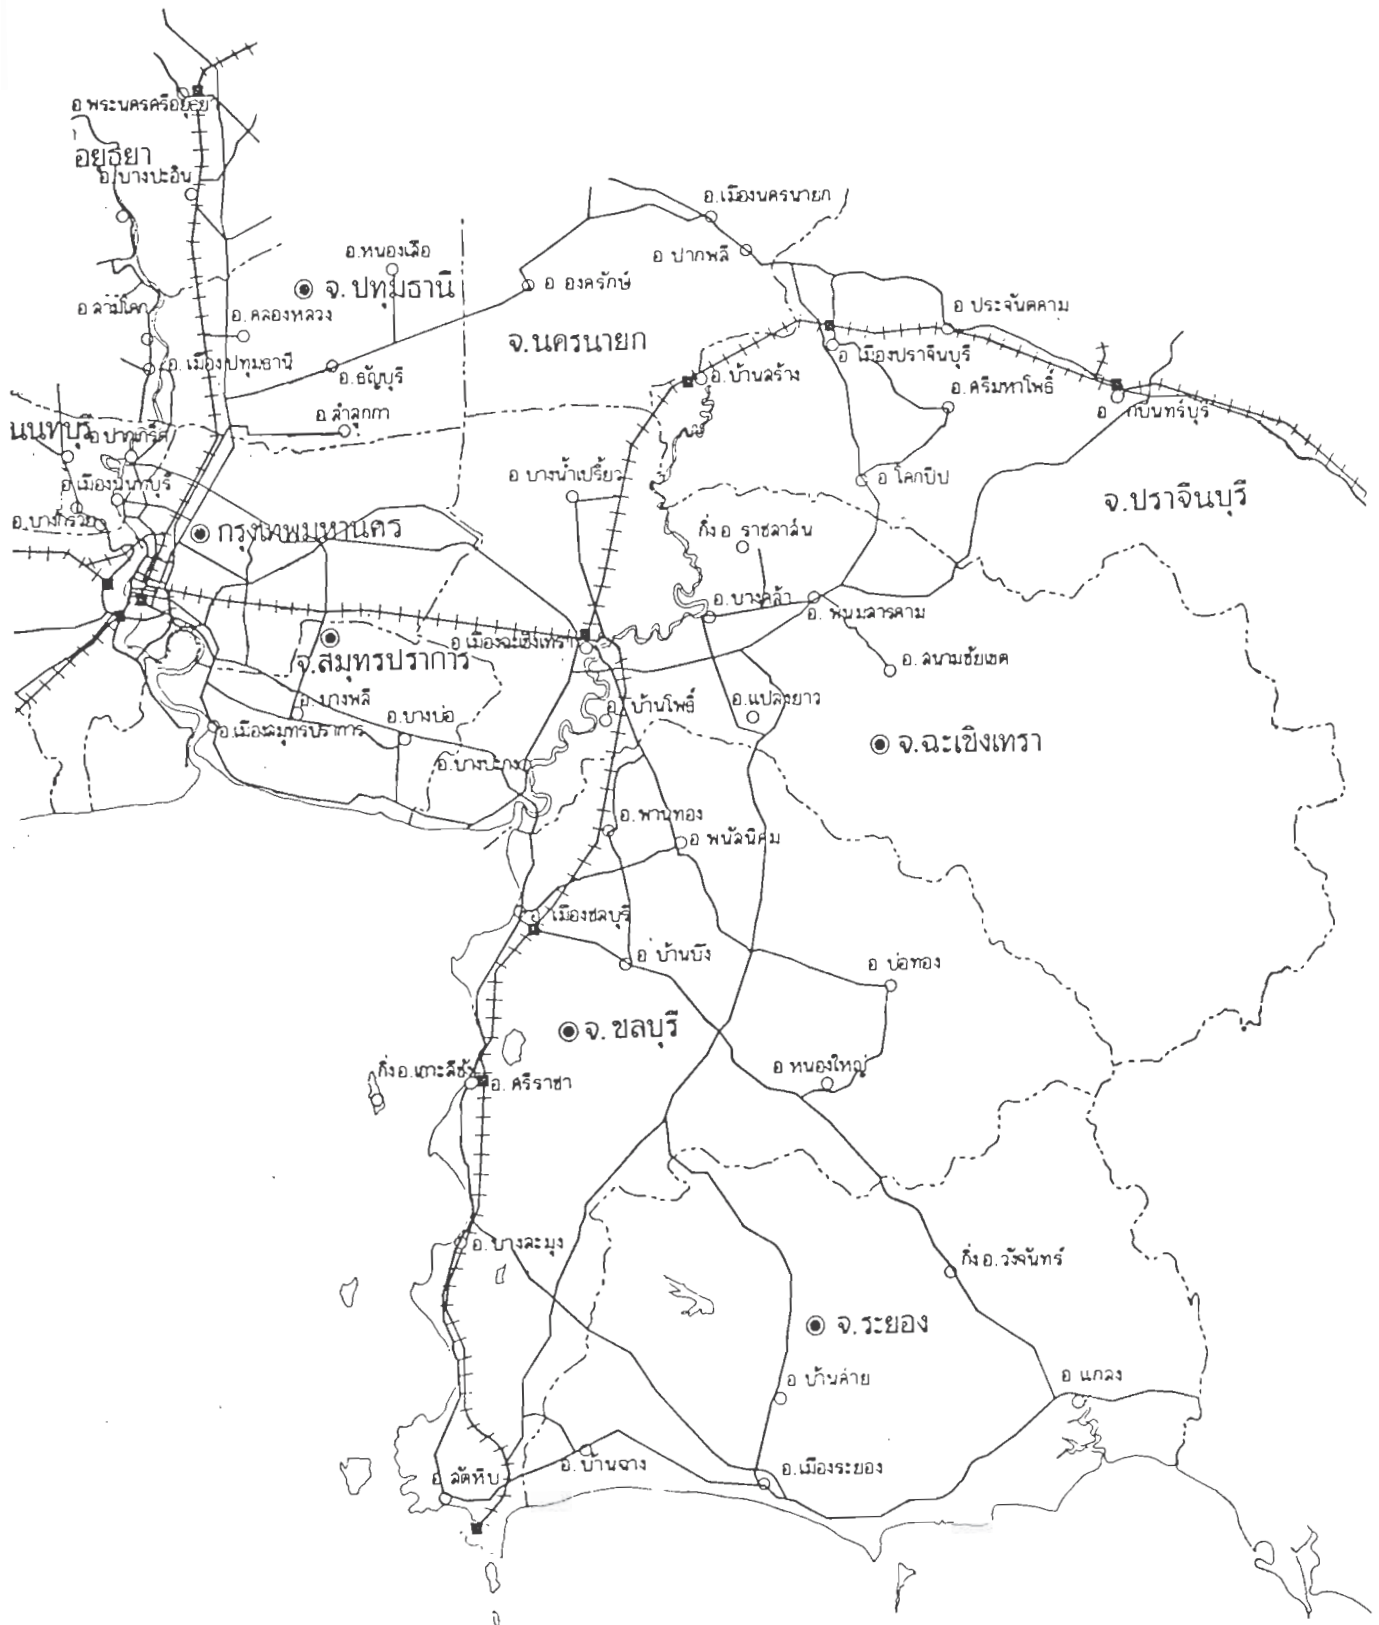 อ พระนครศรีอยุธยา
อยุธยา
อ.บางปะอิน
อ.เมืองนครนายก
อ.หนองเสือ
อ ปากพลี
จ. ปทุมธานี
อ องครักษ์
อ สามโคก
อ.คลองหลวง
อ ประจันตคาม
จ.นครนายก
อ.เมืองปทุมธานี
อ เมืองปราจีนบุรี
อ.ธัญบุรี
อ.บ้านสร้าง
อ.ศรีมหาโพธิ์
อ กบินทร์บุรี
อ ลำลูกกา
นนทบุรี
อ ปากเกร็ด
อ บางน้ำเปรี้ยว
อ โคกปีบ
อ เมืองนนทบุรี
จ.ปราจีนบุรี
อ.บางกรวย
กรุงเทพมหานคร
กิ่ง อ ราชสาส์น
อ.บางคล้า
อ. พนมสารคาม
อ เมืองฉะเชิงเทรา
จ.สมุทรปราการ
อ. สนามชัยเขต
อ. บางพลี
อ.บางบ่อ
อ. บ้านโพธิ์
อ.แปลงยาว
อ.เมืองสมุทรปราการ
จ.ฉะเชิงเทรา
อ.บางปะกง
อ. พานทอง
อ พนัสนิคม
อ เมืองชลบุรี
อ บ้านบึง
อ บ่อทอง
จ. ชลบุรี
กิ่ง อ.เกาะสีชัง
อ. ศรีราชา
อ หนองใหญ่
อ. บางละมุง
กิ่ง อ.วังจันทร์
จ.ระยอง
อ บ้านค่าย
อ แกลง
อ สัตหีบ
อ. บ้านฉาง
อ.เมืองระยอง